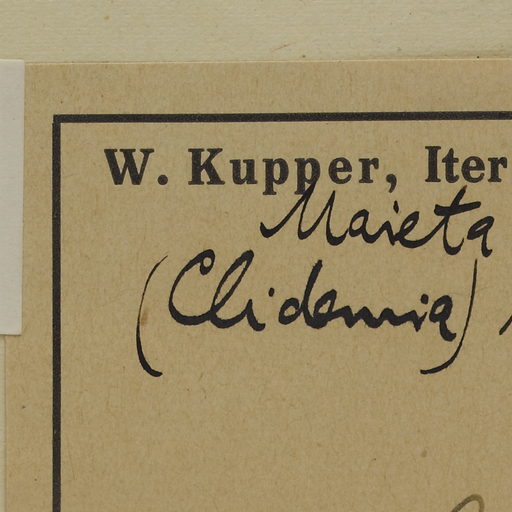 W. Kupper, Iter
Maieta
(Clidemia)